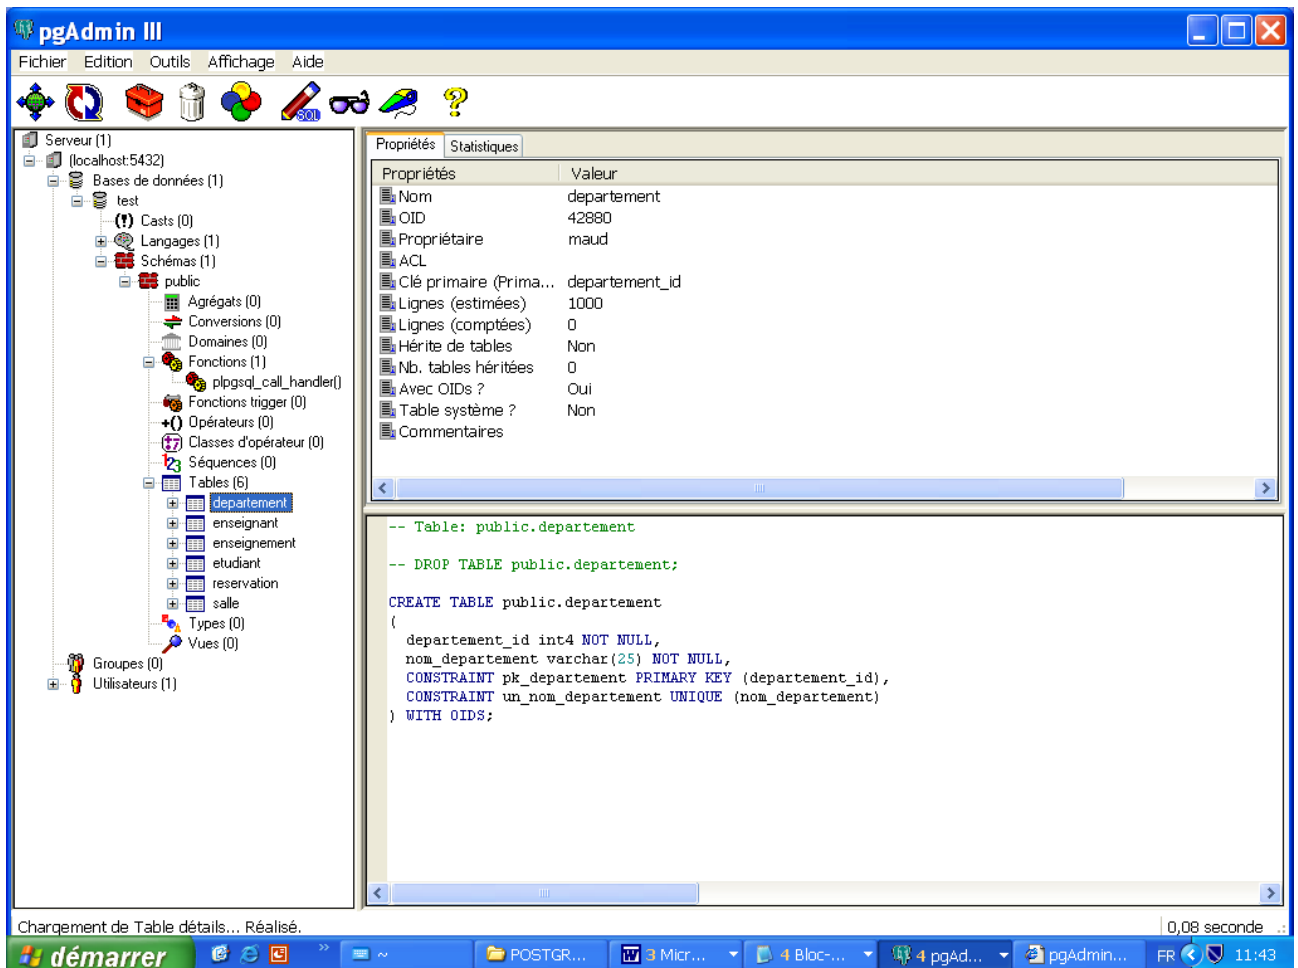 pgAdmin III
Fichier Edition Outils Affichage Aide
SQL
Serveur (1)
(localhost:5432)
Bases de données (1)
test
Casts (0)
Langages (1)
Schémas (1)
public
Agrégats (0)
Conversions (0)
Domaines (0)
Fonctions (1)
plpgsql_call_handler()
Fonctions trigger (0)
Opérateurs (0)
Classes d'opérateur (0)
Séquences (0)
Tables (6)
departement
enseignant
enseignement
etudiant
reservation
salle
Types (0)
Vues (0)
Groupes (0)
Utilisateurs (1)
Propriétés Statistiques
Propriétés Valeur
Nom departement
OID 42880
Propriétaire maud
ACL
Clé primaire (Prima... departement_id
Lignes (estimées) 1000
Lignes (comptées) 0
Hérite de tables Non
Nb. tables héritées 0
Avec OIDs ? Oui
Table système ? Non
Commentaires
-- Table: public.departement
-- DROP TABLE public.departement;
CREATE TABLE public.departement
(
departement_id int4 NOT NULL,
nom_departement varchar(25) NOT NULL,
CONSTRAINT pk_departement PRIMARY KEY (departement_id),
CONSTRAINT un_nom_departement UNIQUE (nom_departement)
) WITH OIDS;
Chargement de Table détails... Réalisé. 0,08 seconde
démarrer » ~ POSTGR... 3 Micr... 4 Bloc-... 4 pgAd... pgAdmin... FR 11:43